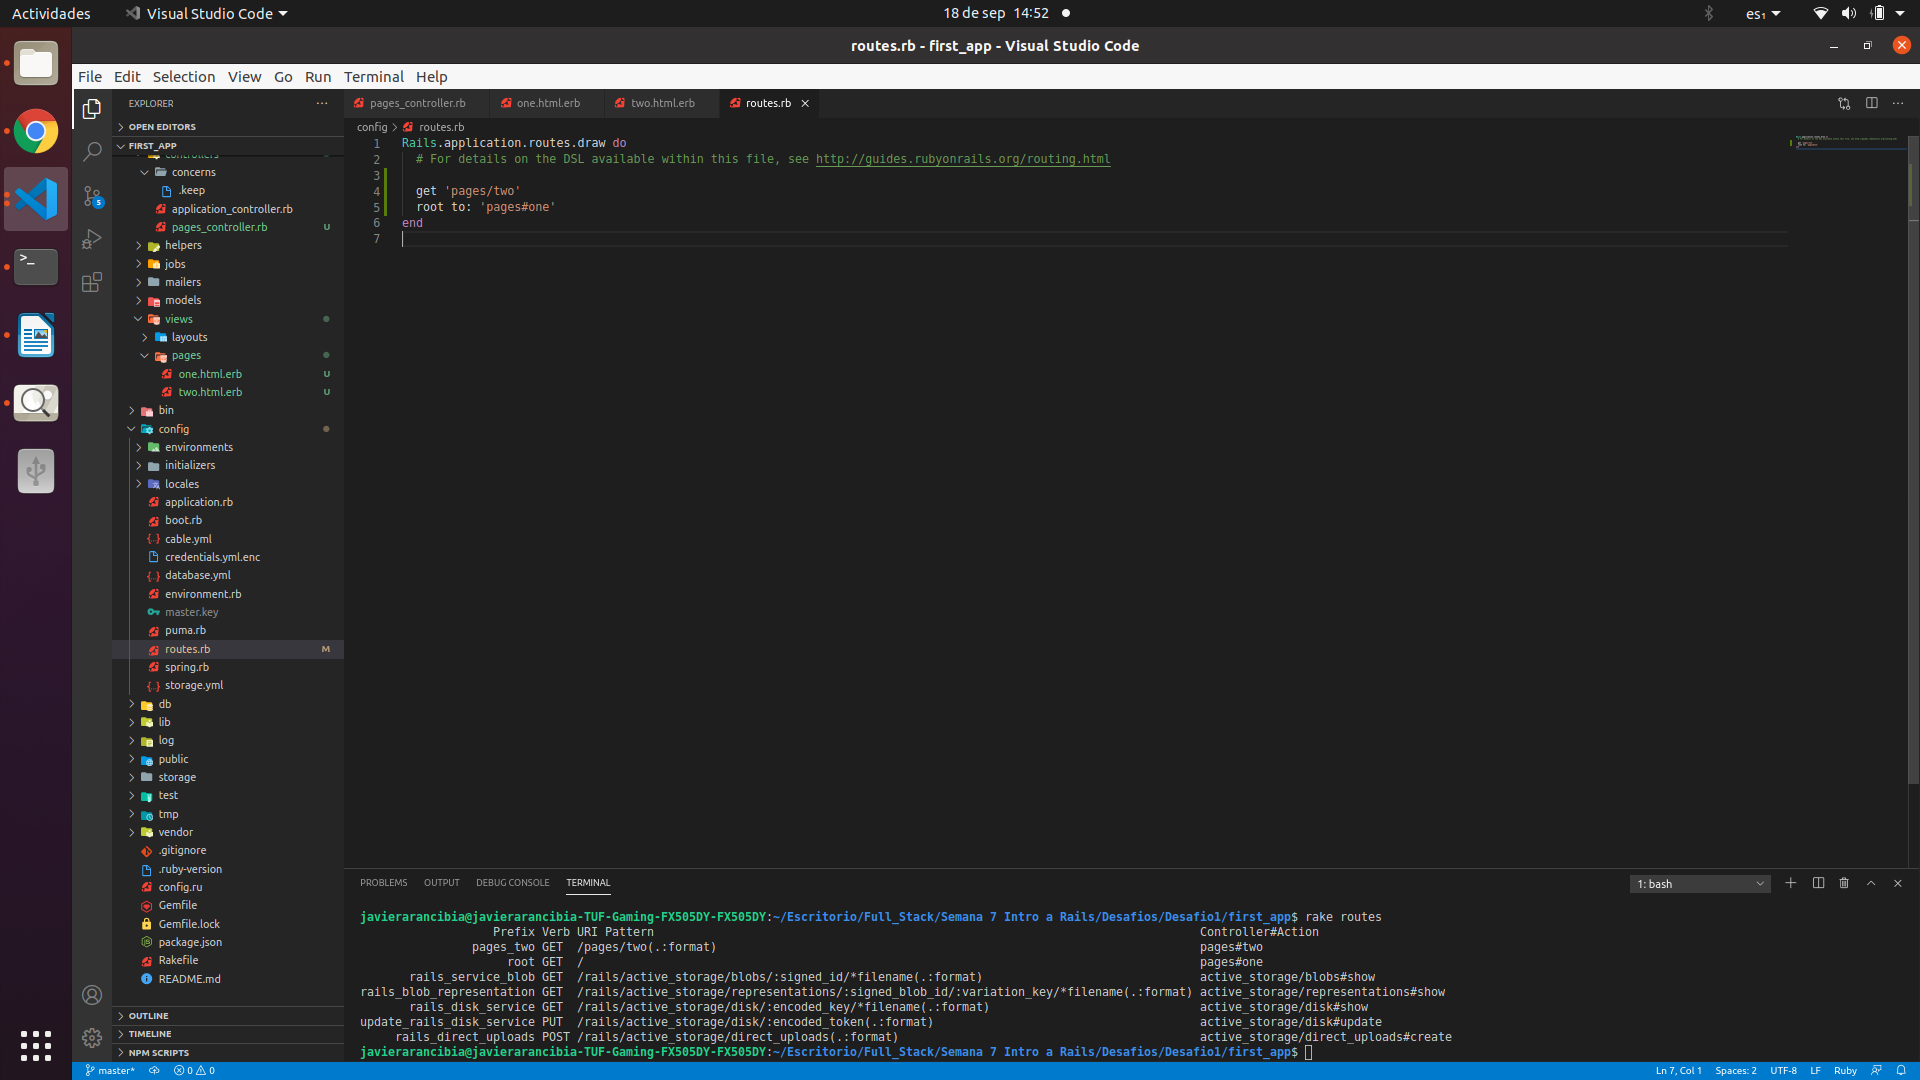 Actividades
Visual Studio Code
18 de sep 14:52
es₁
routes.rb - first_app - Visual Studio Code
File Edit Selection View Go Run Terminal Help
EXPLORER
OPEN EDITORS
FIRST_APP
controllers
concerns
.keep
application_controller.rb
pages_controller.rb U
helpers
jobs
mailers
models
views
layouts
pages
one.html.erb U
two.html.erb U
bin
config
environments
initializers
locales
application.rb
boot.rb
cable.yml
credentials.yml.enc
database.yml
environment.rb
master.key
puma.rb
routes.rb M
spring.rb
storage.yml
db
lib
log
public
storage
test
tmp
vendor
.gitignore
.ruby-version
config.ru
Gemfile
Gemfile.lock
package.json
Rakefile
README.md
OUTLINE
TIMELINE
NPM SCRIPTS
5
pages_controller.rb one.html.erb two.html.erb routes.rb
config > routes.rb
1 Rails.application.routes.draw do
2 # For details on the DSL available within this file, see http://guides.rubyonrails.org/routing.html
3
4 get 'pages/two'
5 root to: 'pages#one'
6 end
7
PROBLEMS OUTPUT DEBUG CONSOLE TERMINAL
1: bash
javierarancibia@javierarancibia-TUF-Gaming-FX505DY-FX505DY:~/Escritorio/Full_Stack/Semana 7 Intro a Rails/Desafios/Desafio1/first_app$ rake routes
Prefix Verb URI Pattern Controller#Action
pages_two GET /pages/two(.:format) pages#two
root GET / pages#one
rails_service_blob GET /rails/active_storage/blobs/:signed_id/*filename(.:format) active_storage/blobs#show
rails_blob_representation GET /rails/active_storage/representations/:signed_blob_id/:variation_key/*filename(.:format) active_storage/representations#show
rails_disk_service GET /rails/active_storage/disk/:encoded_key/*filename(.:format) active_storage/disk#show
update_rails_disk_service PUT /rails/active_storage/disk/:encoded_token(.:format) active_storage/disk#update
rails_direct_uploads POST /rails/active_storage/direct_uploads(.:format) active_storage/direct_uploads#create
javierarancibia@javierarancibia-TUF-Gaming-FX505DY-FX505DY:~/Escritorio/Full_Stack/Semana 7 Intro a Rails/Desafios/Desafio1/first_app$
master* 0 0
Ln 7, Col 1 Spaces: 2 UTF-8 LF Ruby